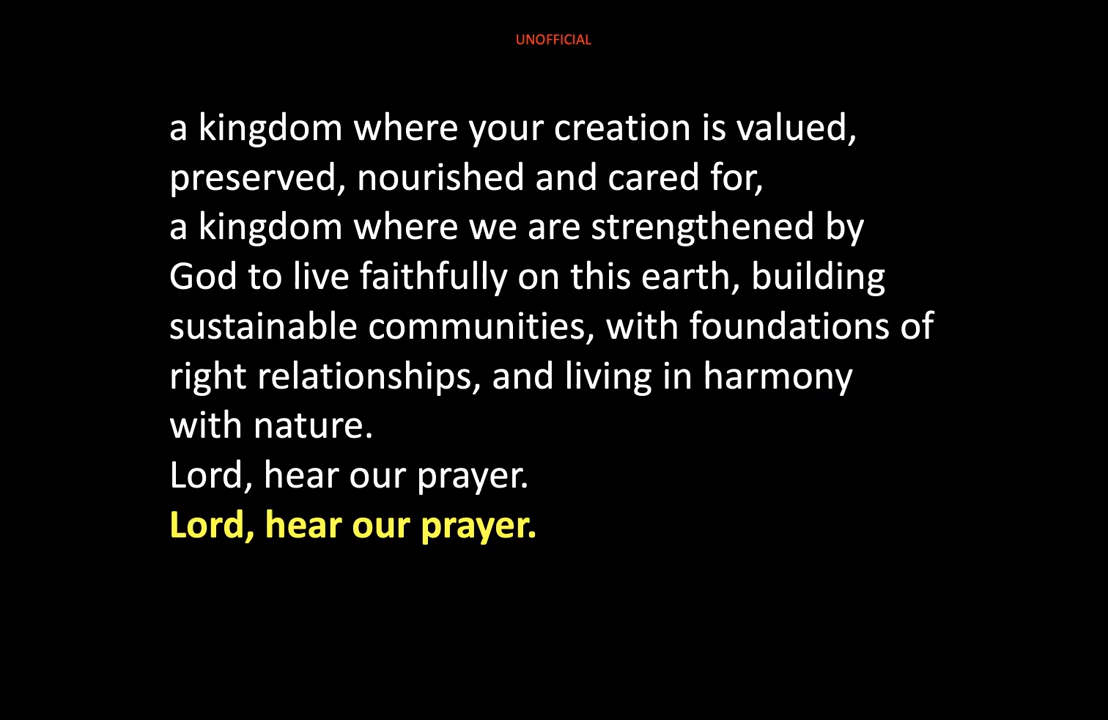 UNOFFICIAL
a kingdom where your creation is valued,
preserved, nourished and cared for,
a kingdom where we are strengthened by
God to live faithfully on this earth, building
sustainable communities, with foundations of
right relationships, and living in harmony
with nature.
Lord, hear our prayer.
Lord, hear our prayer.